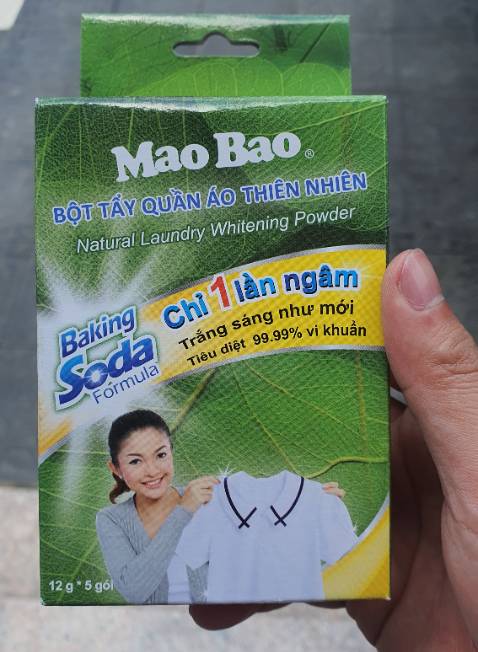 Mao Bao ®
BỘT TẨY QUẦN ÁO THIÊN NHIÊN
Natural Laundry Whitening Powder
Chỉ 1 lần ngâm
Trắng sáng như mới
Tiêu diệt 99.99% vi khuẩn
Baking
Soda
Formula
12 g * 5 gói